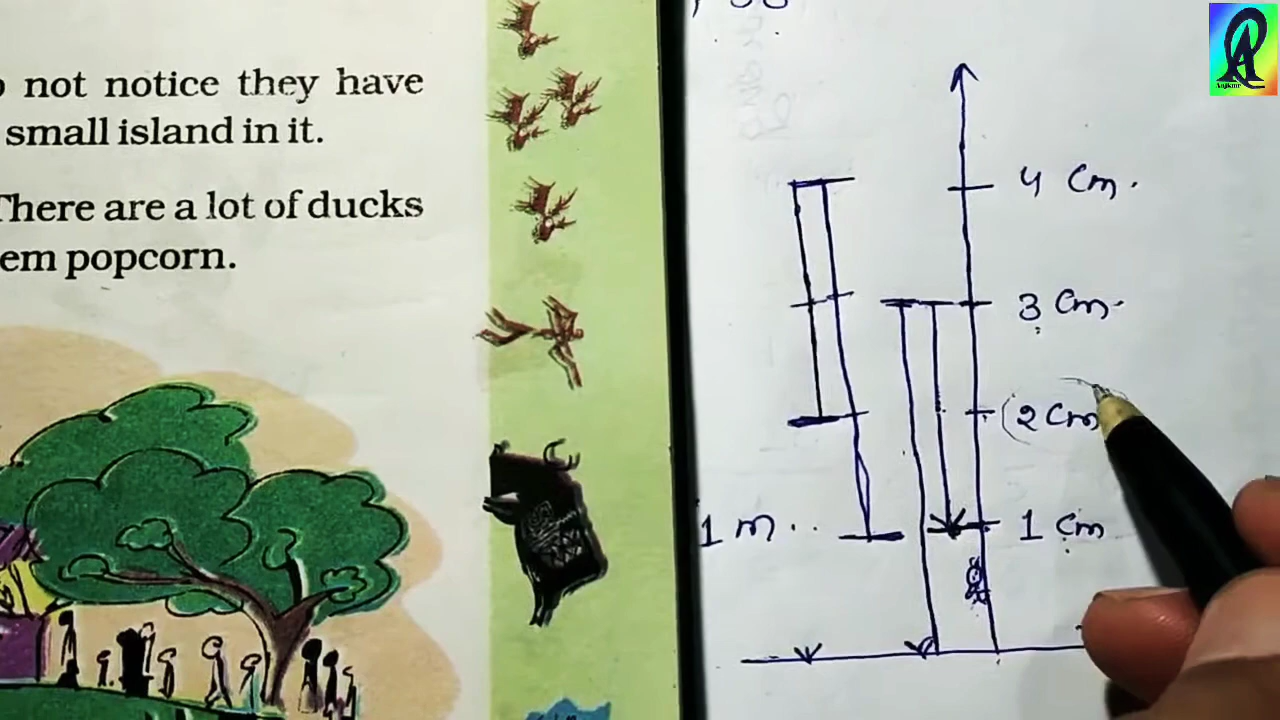 not notice they have
small island in it.
There are a lot of ducks
em popcorn.
4 Cm.
3 Cm.
(2 Cm
1 m..
1 Cm